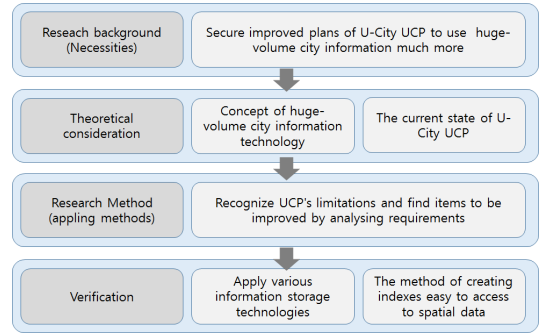 Reseach background
(Necessities)
Secure improved plans of U-City UCP to use huge-
volume city information much more
Theoretical
consideration
Concept of huge-
volume city information
technology
The current state of U-
City UCP
Research Method
(appling methods)
Recognize UCP's limitations and find items to be
improved by analysing requirements
Verification
Apply various
information storage
technologies
The method of creating
indexes easy to access
to spatial data